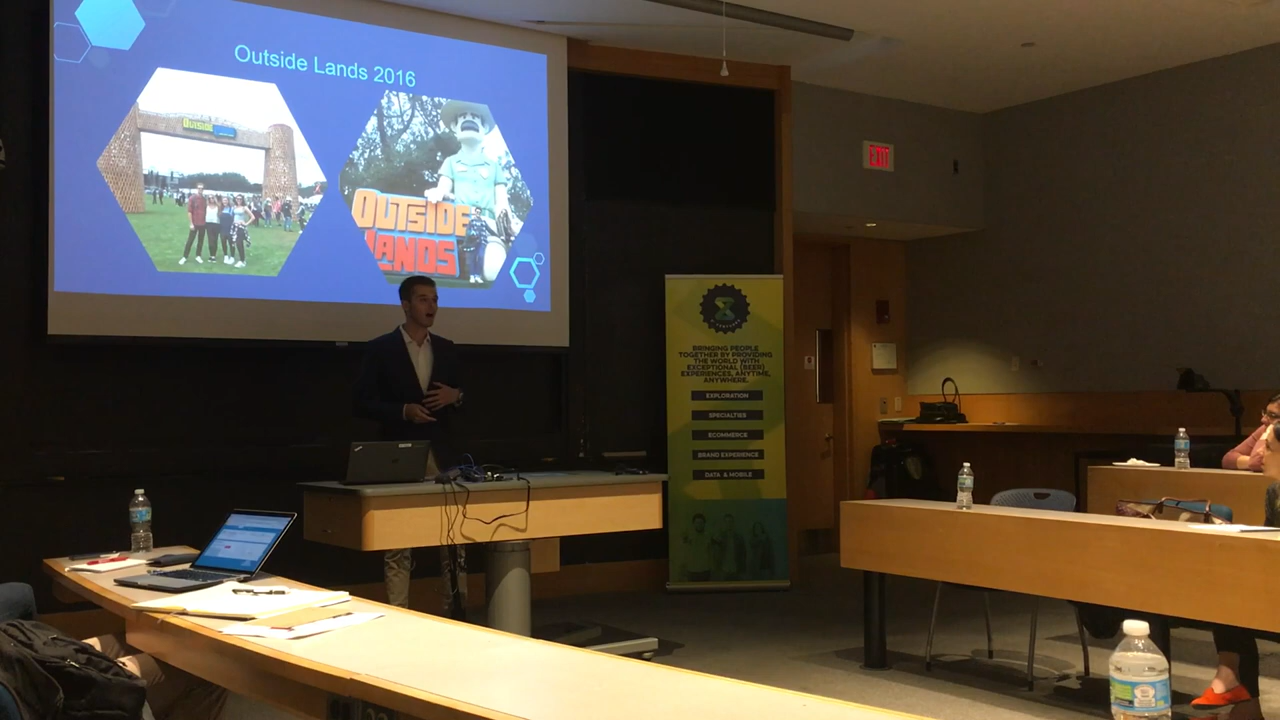 Outside Lands 2016
OUTSIDE
OUTSIDE
LANDS
EXIT
BRINGING PEOPLE
TOGETHER BY PROVIDING
THE WORLD WITH
EXCEPTIONAL (BEER)
EXPERIENCES, ANYTIME,
ANYWHERE.
EXPLORATION
SPECIALTIES
ECOMMERCE
BRAND EXPERIENCE
DATA & MOBILE